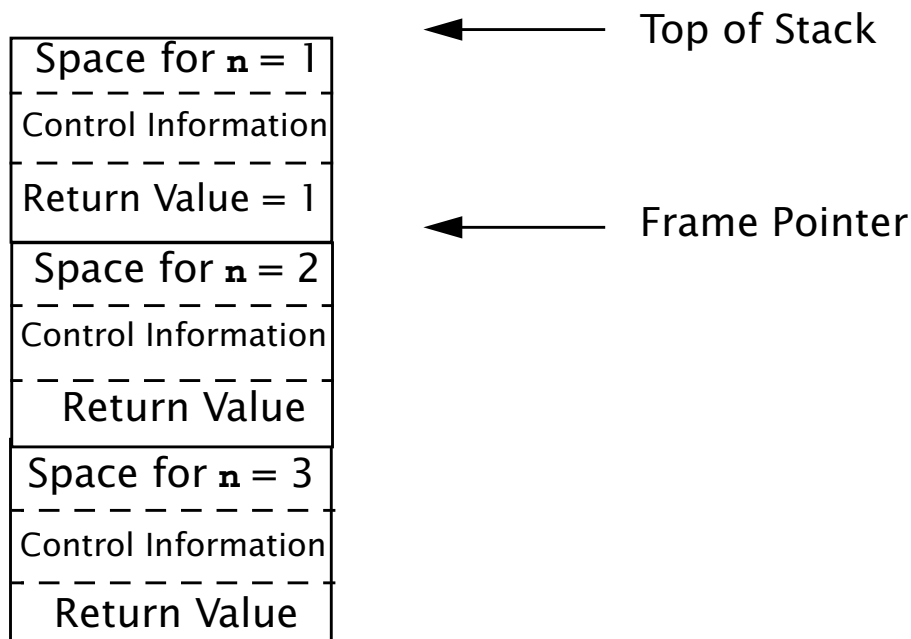 Top of Stack
Space for n = 1
Control Information
Return Value = 1
Frame Pointer
Space for n = 2
Control Information
Return Value
Space for n = 3
Control Information
Return Value